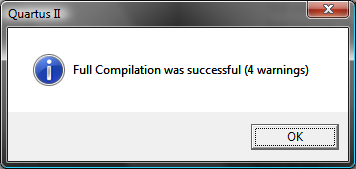 Quartus II
Full Compilation was successful (4 warnings)
OK